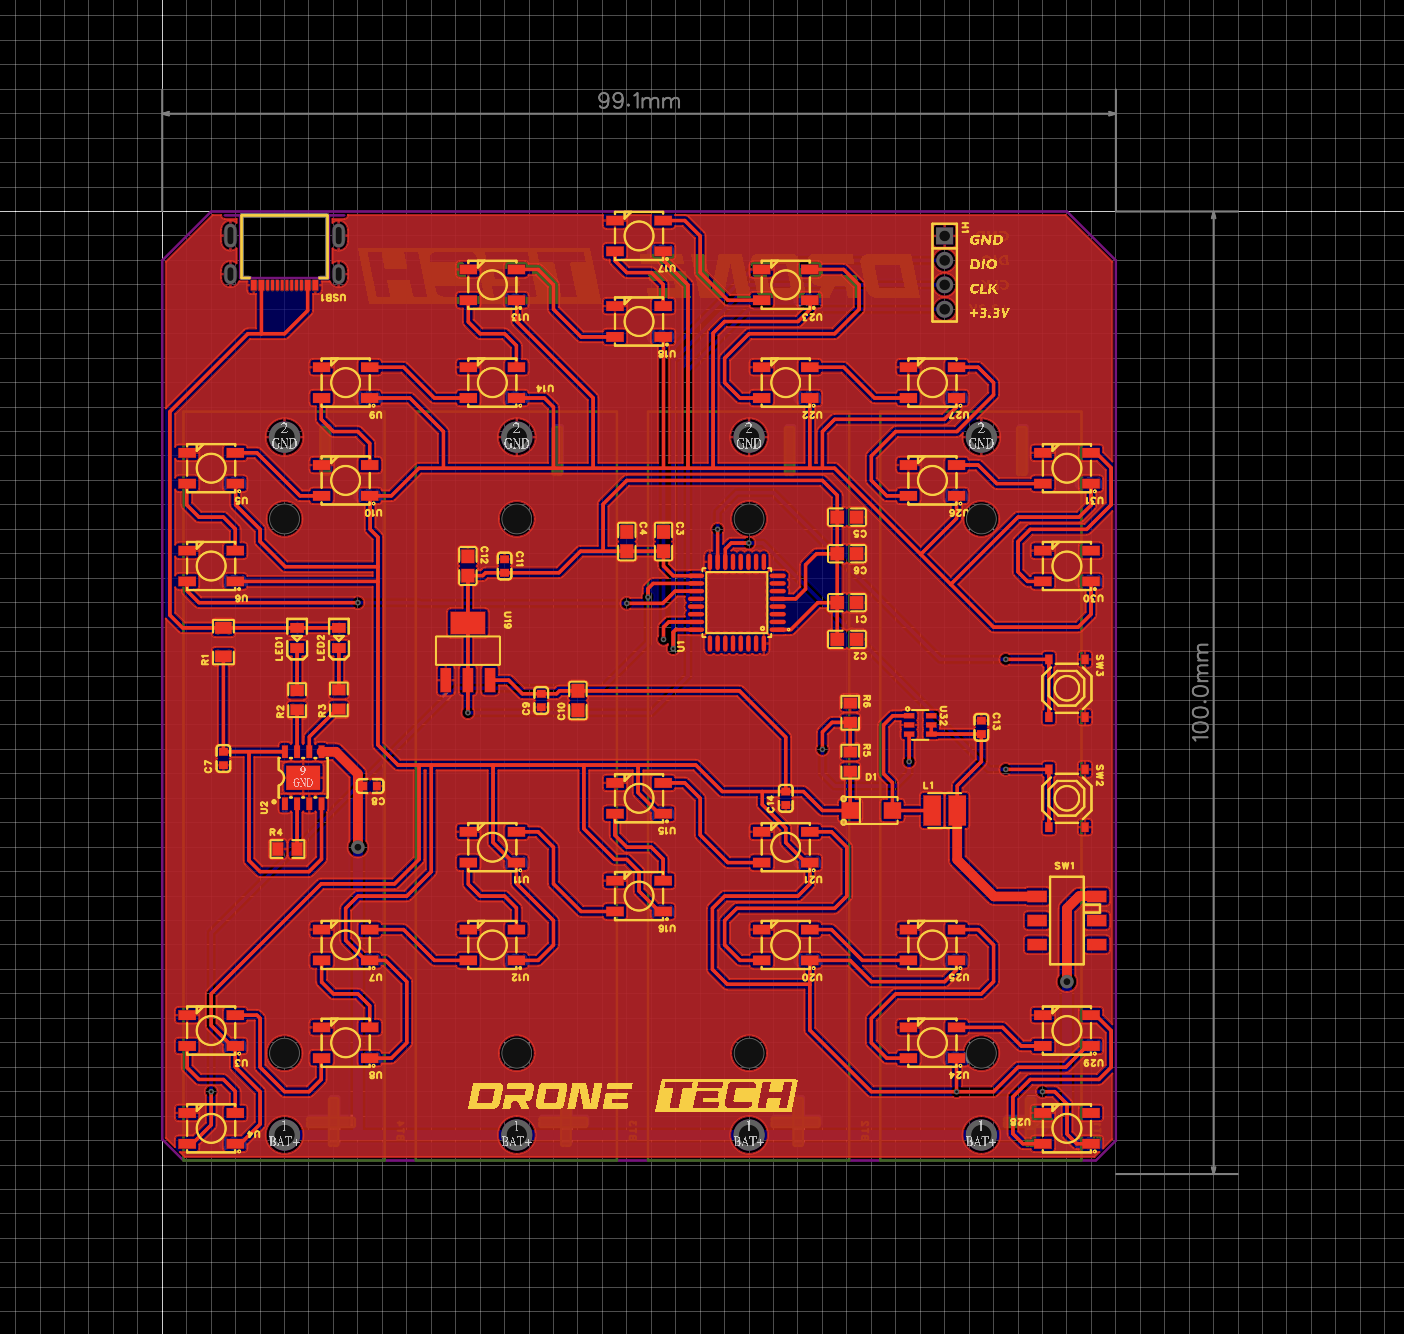 99.1mm
H1
GND
DIO
CLK
+3.3V
USB1
U17
U13
U23
U18
U14
U9
U22
U27
2
GND
2
GND
2
GND
2
GND
U5
U10
U26
U31
C4
C3
C5
C12
C11
C6
U6
U30
C1
U19
R1
LED1
LED2
U1
C2
SW3
100.0mm
R2
R3
C9
C10
R6
U32
C13
R5
C7
9
GND
U2
C8
D1
L1
SW2
C14
U15
R4
U11
U21
SW1
U16
U7
U12
U20
U25
U3
U8
U24
U29
DRONE TECH
U4
U28
1
BAT+
1
BAT+
1
BAT+
1
BAT+